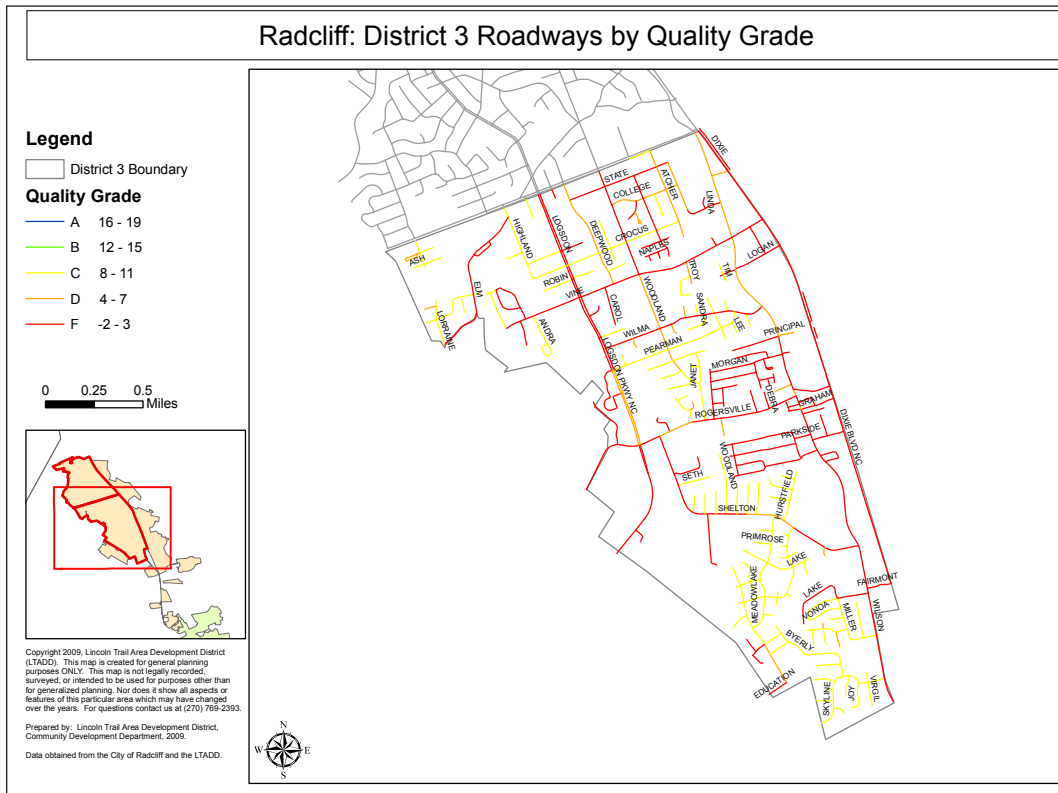 Radcliff: District 3 Roadways by Quality Grade
Legend
District 3 Boundary
Quality Grade
A 16 - 19
B 12 - 15
C 8 - 11
D 4 - 7
F -2 - 3
0 0.25 0.5
Miles
Copyright 2009, Lincoln Trail Area Development District
(LTADD). This map is created for general planning
purposes ONLY. This map is not legally recorded,
surveyed, or intended to be used for purposes other than
for generalized planning. Nor does it show all aspects or
features of this particular area which may have changed
over the years. For questions contact us at (270) 769-2393.
Prepared by: Lincoln Trail Area Development District,
Community Development Department, 2009.
Data obtained from the City of Radcliff and the LTADD.
DIXIE
STATE
ATCHER
COLLEGE
LINDA
HIGHLAND
LOGSDON
DEEPWOOD
CROCUS
NAPLES
LOGAN
ASH
TROY
TIM
ROBIN
VINE
ELM
WOODLAND
CAROL
SANDRA
LORRAINE
ANDRA
WILMA
LEE
PRINCIPAL
PEARMAN
LOGSDON PKWY NC
MORGAN
JANET
DEBRA
GRAHAM
ROGERSVILLE
DIXIE BLVD NC
PARKSIDE
WOODLAND
SETH
HURSTFIELD
SHELTON
PRIMROSE
LAKE
MEADOWLAKE
LAKE
FAIRMONT
VONOA
MILLER
WILSON
BYERLY
EDUCATION
SKYLINE
JOY
VIRGIL
N
W E
S